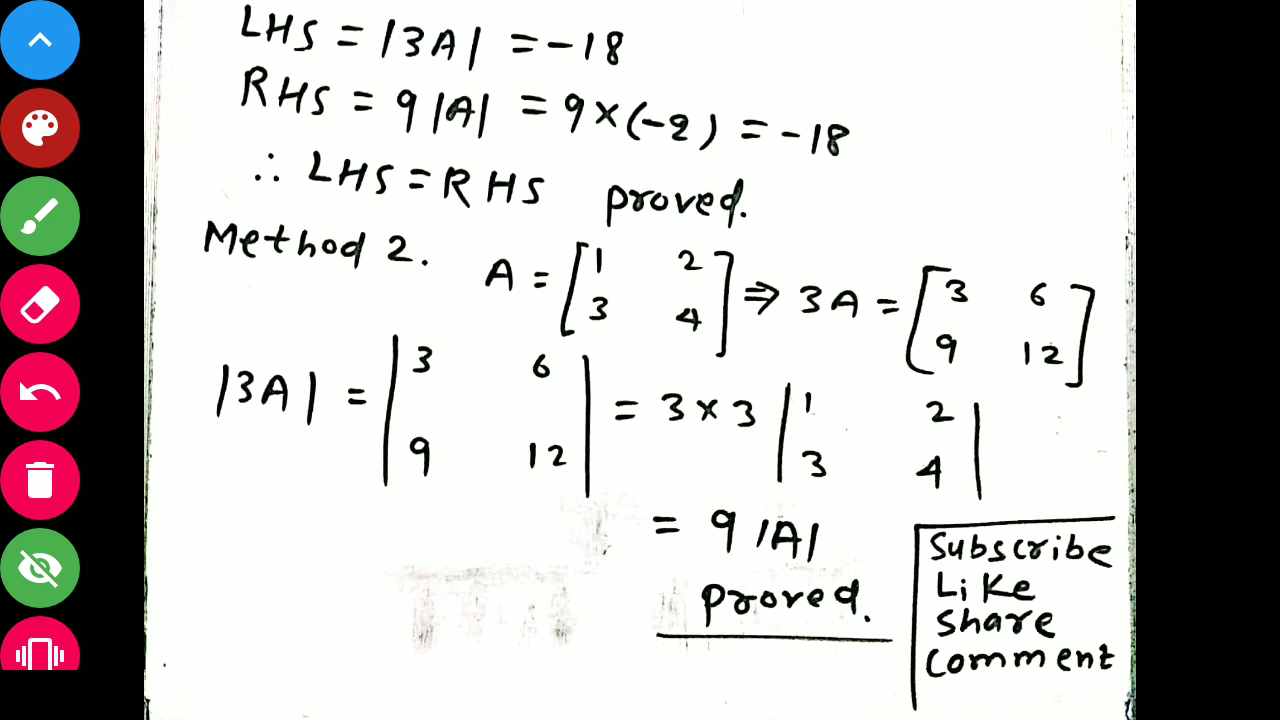 LHS = |3A| = -18
RHS = 9|A| = 9×(-2) = -18
∴ LHS = RHS proved.
Method 2. A = [1 2
3 4] ⇒ 3A = [3 6
9 12]
|3A| = |3 6
9 12| = 3×3 |1 2
3 4|
= 9|A|
proved.
Subscribe
Like
Share
Comment